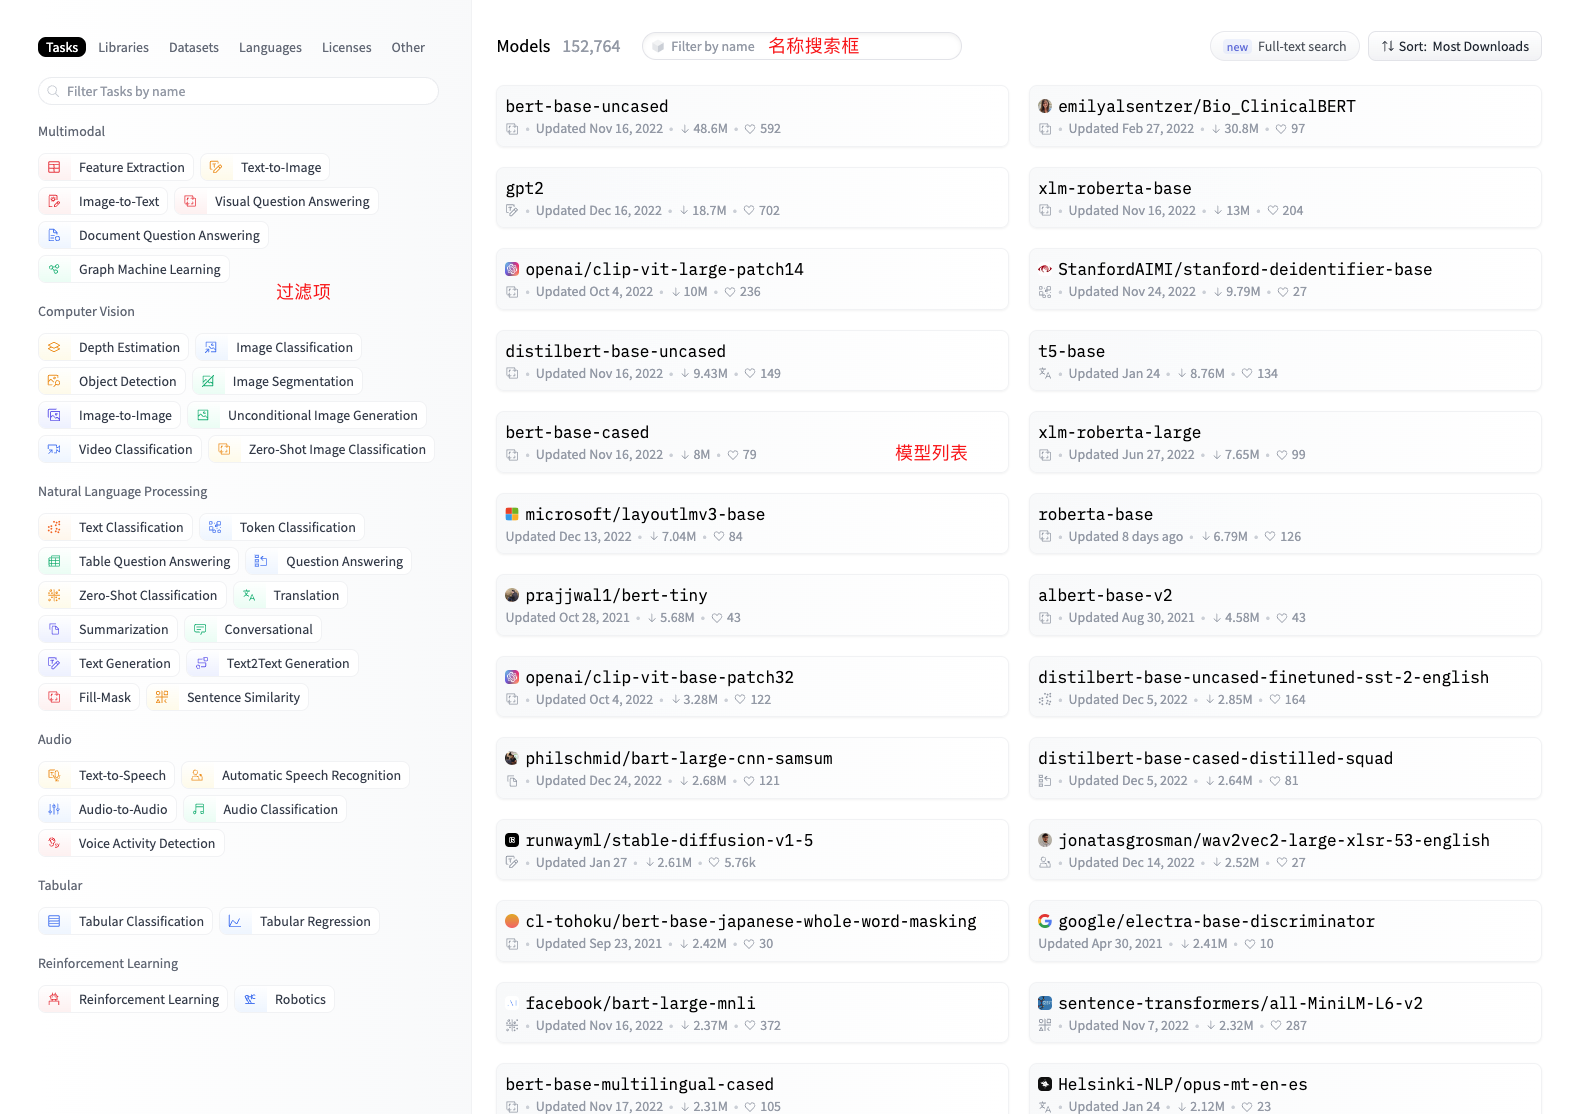 Tasks Libraries Datasets Languages Licenses Other
Filter Tasks by name
Multimodal
Feature Extraction Text-to-Image
Image-to-Text Visual Question Answering
Document Question Answering
Graph Machine Learning
过滤项
Computer Vision
Depth Estimation Image Classification
Object Detection Image Segmentation
Image-to-Image Unconditional Image Generation
Video Classification Zero-Shot Image Classification
Natural Language Processing
Text Classification Token Classification
Table Question Answering Question Answering
Zero-Shot Classification Translation
Summarization Conversational
Text Generation Text2Text Generation
Fill-Mask Sentence Similarity
Audio
Text-to-Speech Automatic Speech Recognition
Audio-to-Audio Audio Classification
Voice Activity Detection
Tabular
Tabular Classification Tabular Regression
Reinforcement Learning
Reinforcement Learning Robotics
Models 152,764 Filter by name 名称搜索框 new Full-text search Sort: Most Downloads
bert-base-uncased
Updated Nov 16, 2022 • 48.6M • 592
emilyalsentzer/Bio_ClinicalBERT
Updated Feb 27, 2022 • 30.8M • 97
gpt2
Updated Dec 16, 2022 • 18.7M • 702
xlm-roberta-base
Updated Nov 16, 2022 • 13M • 204
openai/clip-vit-large-patch14
Updated Oct 4, 2022 • 10M • 236
StanfordAIMI/stanford-deidentifier-base
Updated Nov 24, 2022 • 9.79M • 27
distilbert-base-uncased
Updated Nov 16, 2022 • 9.43M • 149
t5-base
Updated Jan 24 • 8.76M • 134
bert-base-cased
Updated Nov 16, 2022 • 8M • 79
模型列表
xlm-roberta-large
Updated Jun 27, 2022 • 7.65M • 99
microsoft/layoutlmv3-base
Updated Dec 13, 2022 • 7.04M • 84
roberta-base
Updated 8 days ago • 6.79M • 126
prajjwal1/bert-tiny
Updated Oct 28, 2021 • 5.68M • 43
albert-base-v2
Updated Aug 30, 2021 • 4.58M • 43
openai/clip-vit-base-patch32
Updated Oct 4, 2022 • 3.28M • 122
distilbert-base-uncased-finetuned-sst-2-english
Updated Dec 5, 2022 • 2.85M • 164
philschmid/bart-large-cnn-samsum
Updated Dec 24, 2022 • 2.68M • 121
distilbert-base-cased-distilled-squad
Updated Dec 5, 2022 • 2.64M • 81
runwayml/stable-diffusion-v1-5
Updated Jan 27 • 2.61M • 5.76k
jonatasgrosman/wav2vec2-large-xlsr-53-english
Updated Dec 14, 2022 • 2.52M • 27
cl-tohoku/bert-base-japanese-whole-word-masking
Updated Sep 23, 2021 • 2.42M • 30
google/electra-base-discriminator
Updated Apr 30, 2021 • 2.41M • 10
facebook/bart-large-mnli
Updated Nov 16, 2022 • 2.37M • 372
sentence-transformers/all-MiniLM-L6-v2
Updated Nov 7, 2022 • 2.32M • 287
bert-base-multilingual-cased
Updated Nov 17, 2022 • 2.31M • 105
Helsinki-NLP/opus-mt-en-es
Updated Jan 24 • 2.12M • 23